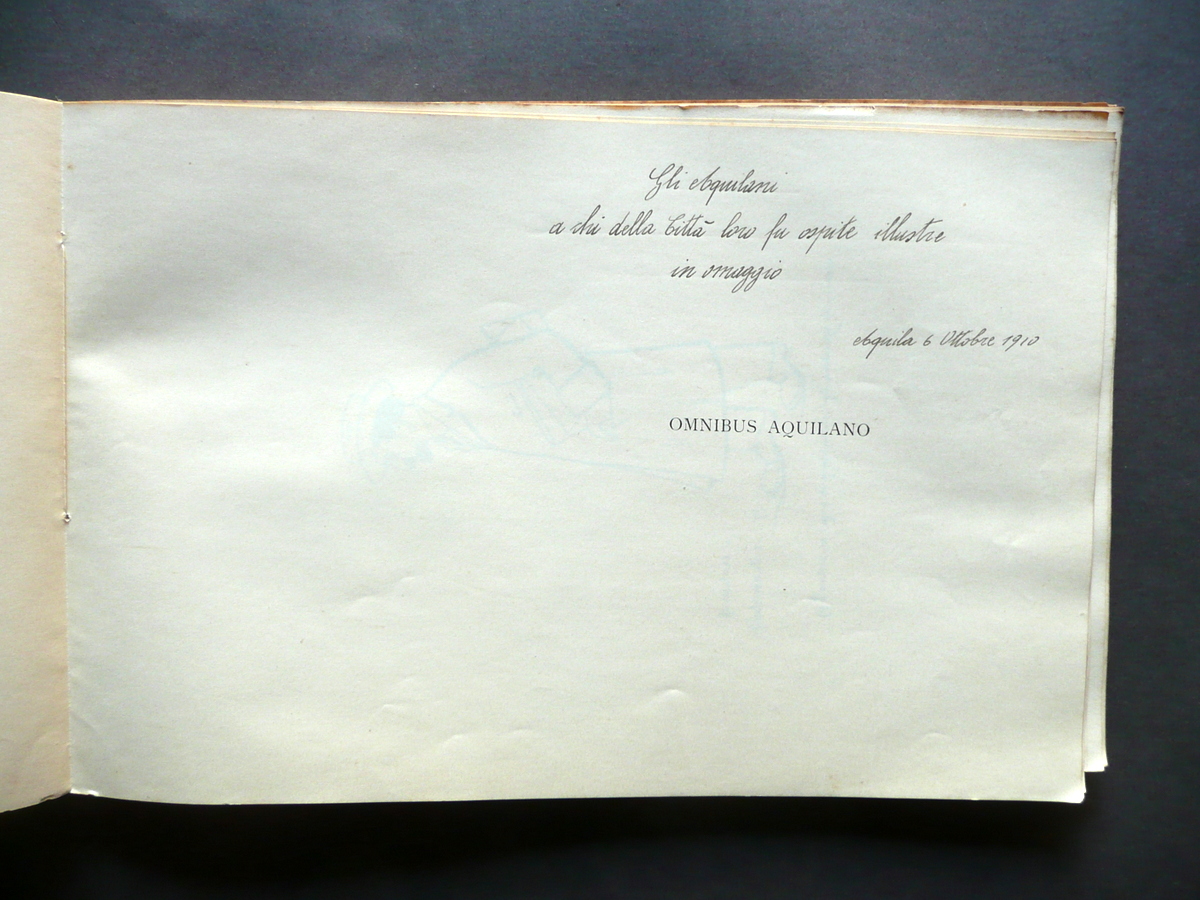 Gli Aquilani
a chi della Città loro fu ospite illustre
in omaggio
Aquila 6 Ottobre 1910
OMNIBUS AQUILANO